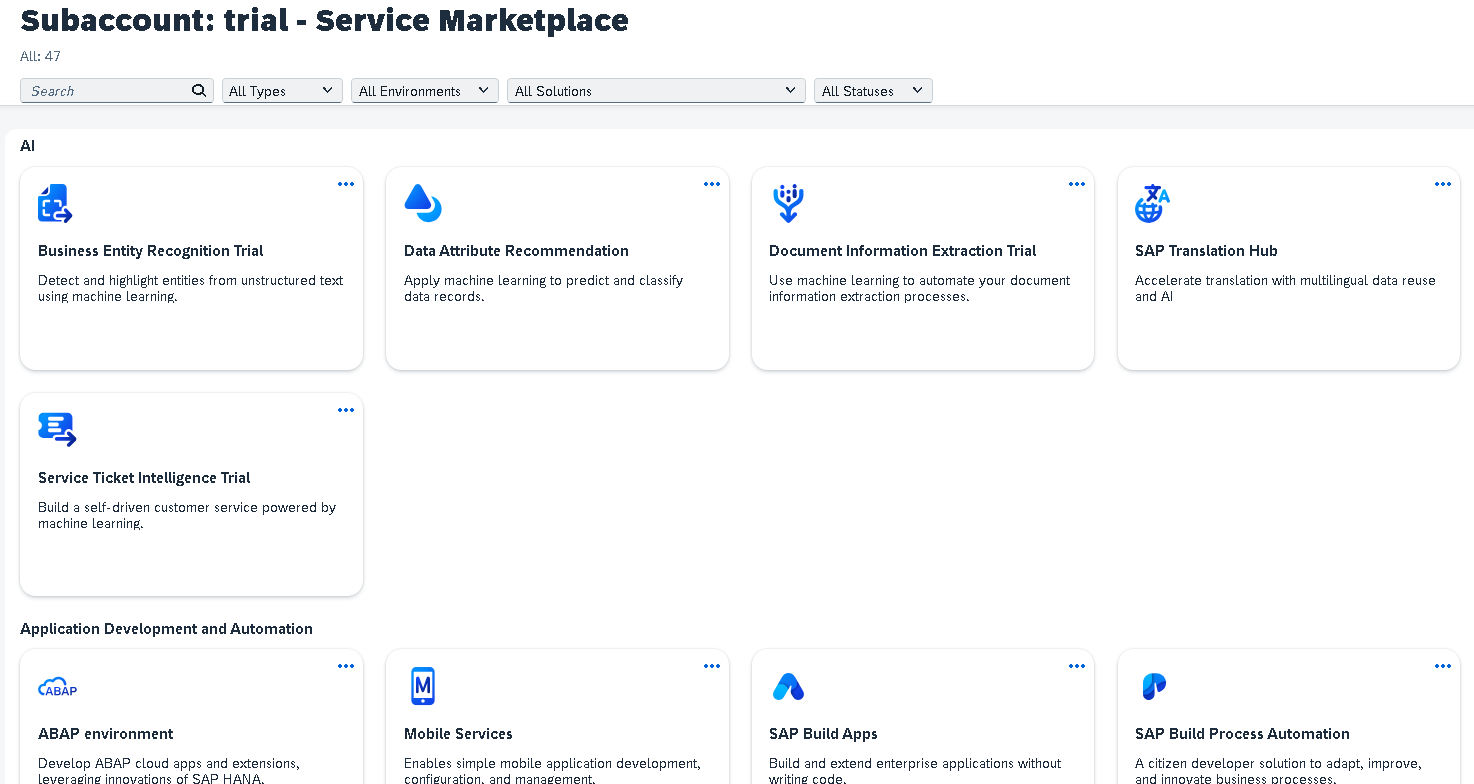 Subaccount: trial - Service Marketplace
All: 47
Search
All Types
All Environments
All Solutions
All Statuses
AI
Business Entity Recognition Trial
Detect and highlight entities from unstructured text
using machine learning.
Data Attribute Recommendation
Apply machine learning to predict and classify
data records.
Document Information Extraction Trial
Use machine learning to automate your document
information extraction processes.
SAP Translation Hub
Accelerate translation with multilingual data reuse
and AI
Service Ticket Intelligence Trial
Build a self-driven customer service powered by
machine learning.
Application Development and Automation
ABAP
ABAP environment
Develop ABAP cloud apps and extensions,
leveraging innovations of SAP HANA.
M
Mobile Services
Enables simple mobile application development,
configuration, and management.
SAP Build Apps
Build and extend enterprise applications without
writing code.
SAP Build Process Automation
A citizen developer solution to adapt, improve,
and innovate business processes.